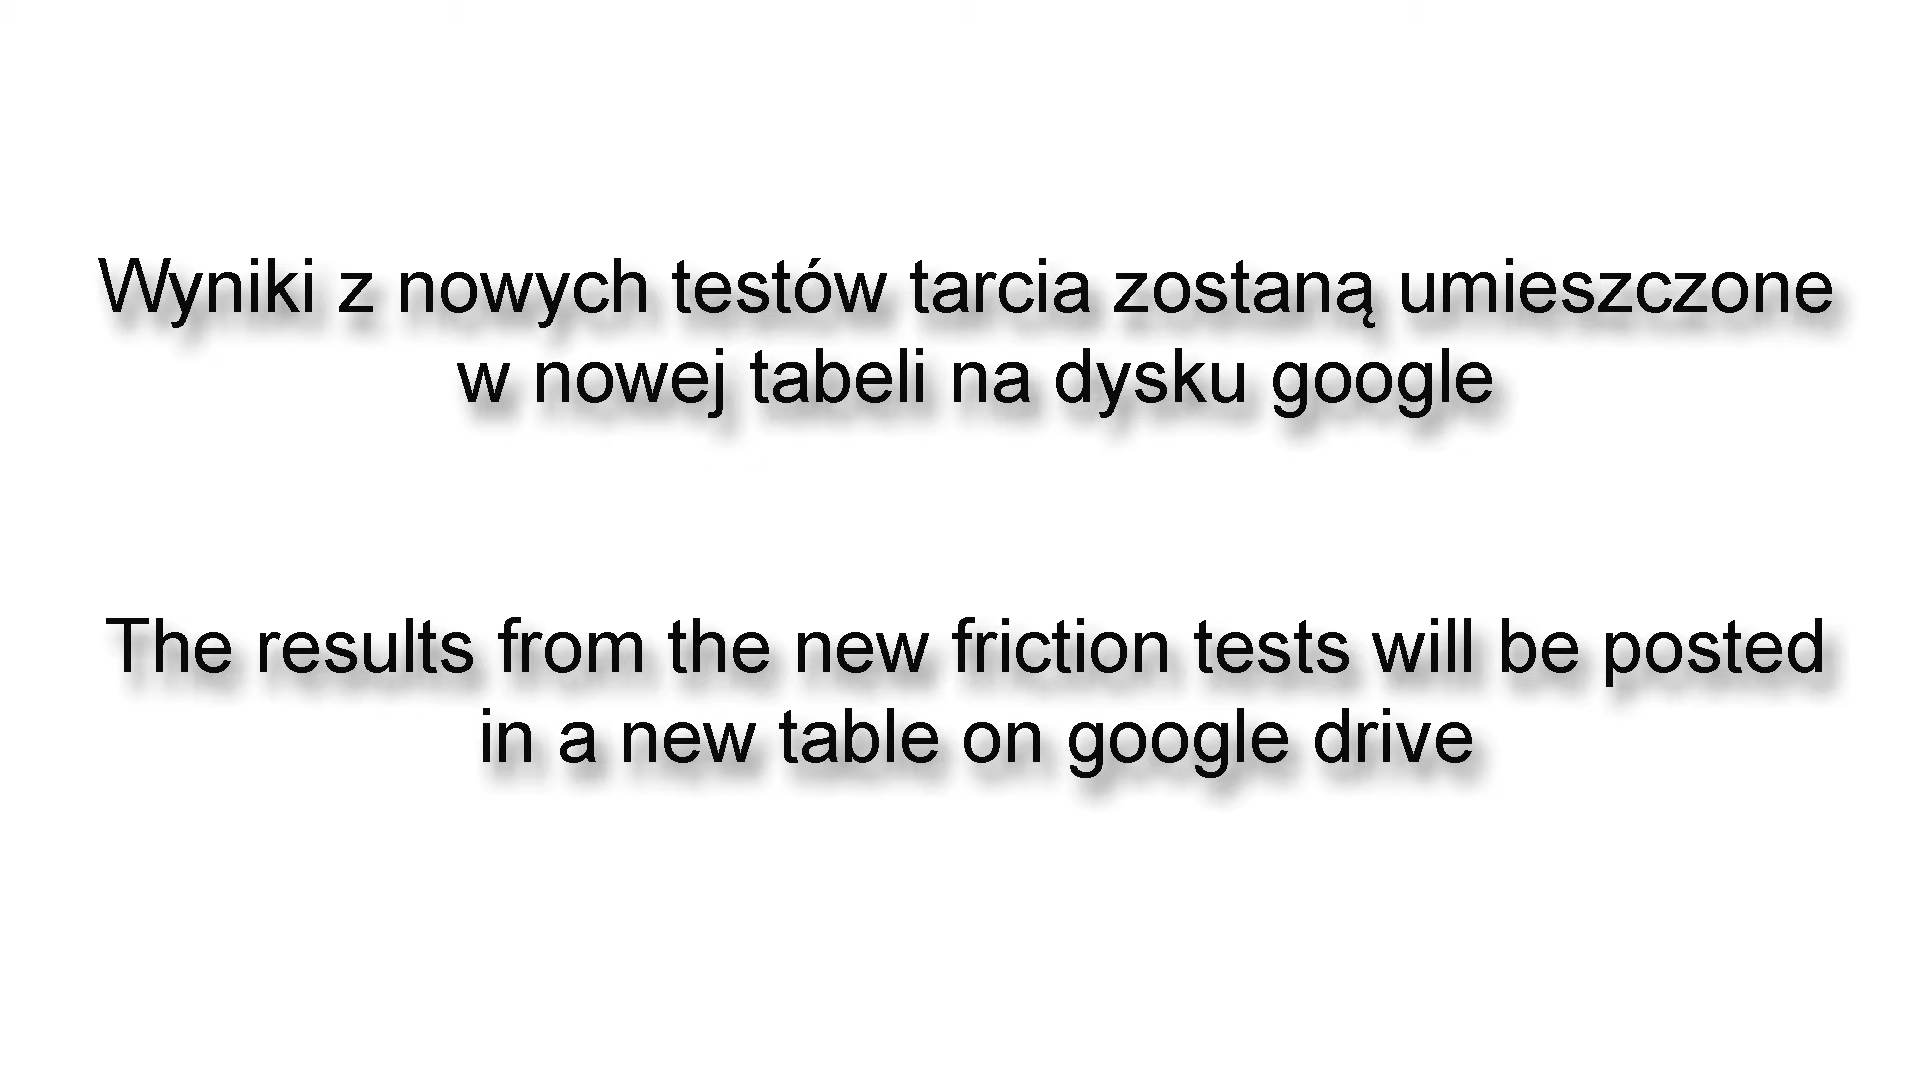 Wyniki z nowych testów tarcia zostaną umieszczone
w nowej tabeli na dysku google
The results from the new friction tests will be posted
in a new table on google drive